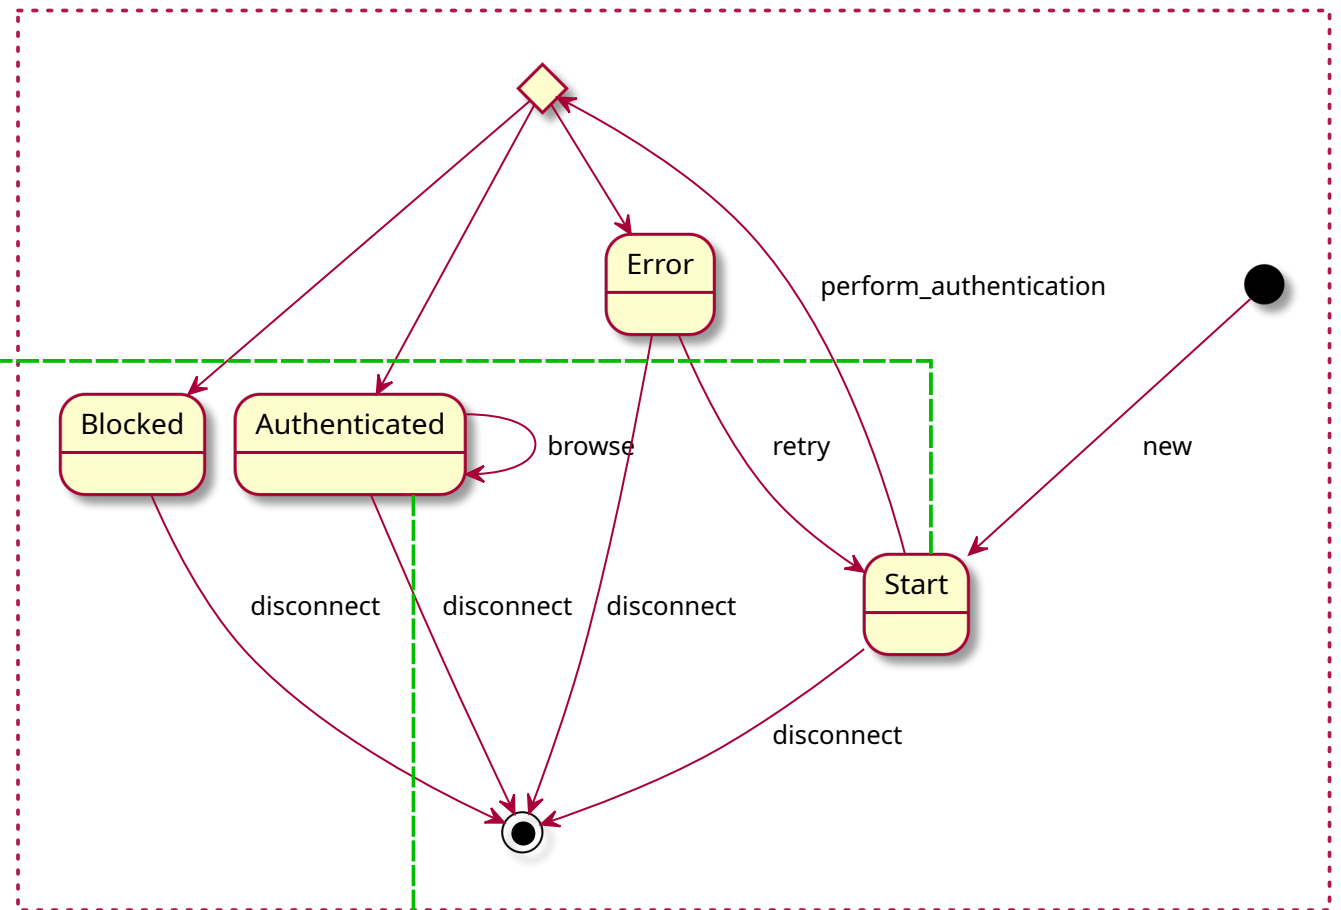 Error
perform_authentication
Blocked
Authenticated
browse
retry
new
Start
disconnect
disconnect
disconnect
disconnect